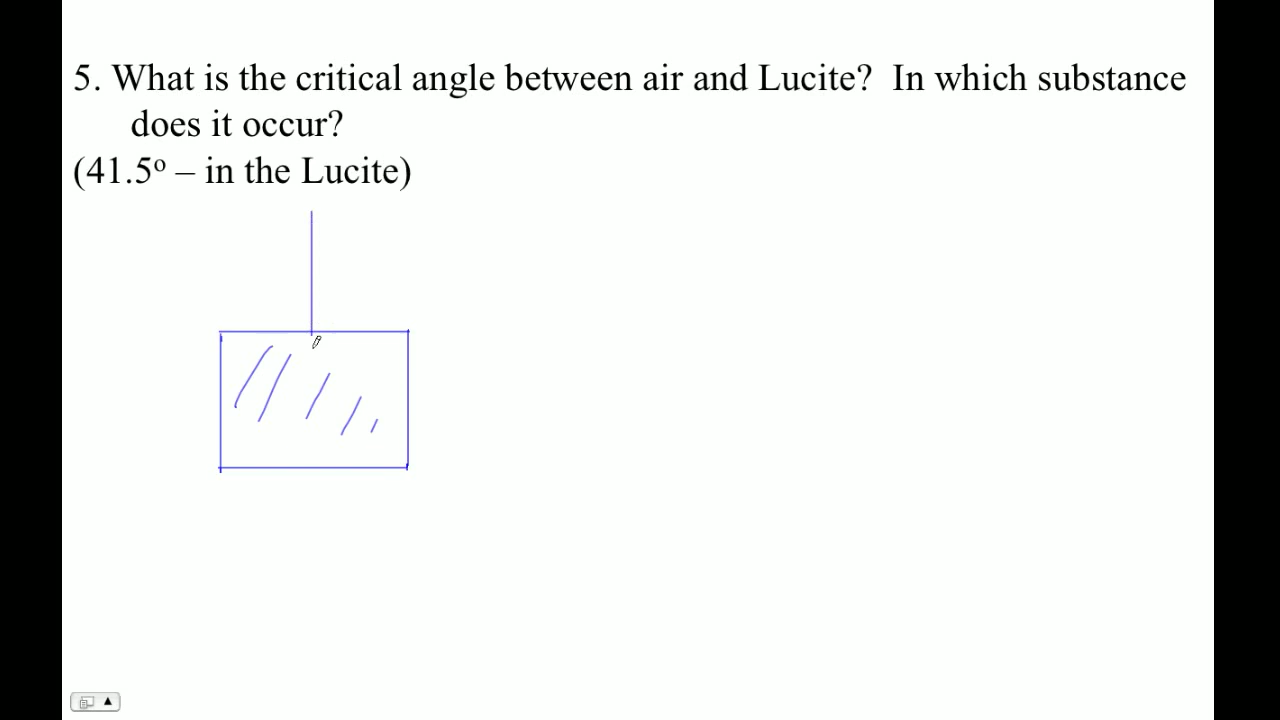 5. What is the critical angle between air and Lucite?  In which substance
does it occur?
(41.5º – in the Lucite)